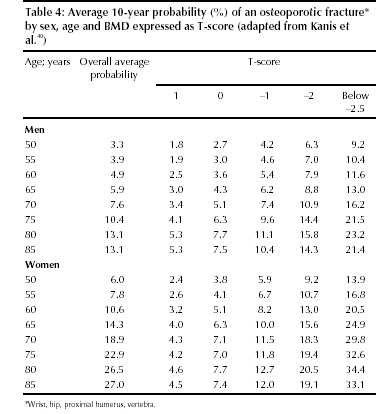 Table 4: Average 10-year probability (%) of an osteoporotic fracture*
by sex, age and BMD expressed as T-score (adapted from Kanis et
al.⁴⁰)
Age; years Overall average probability T-score
1 0 –1 –2 Below –2.5
Men
50 3.3 1.8 2.7 4.2 6.3 9.2
55 3.9 1.9 3.0 4.6 7.0 10.4
60 4.9 2.5 3.6 5.4 7.9 11.6
65 5.9 3.0 4.3 6.2 8.8 13.0
70 7.6 3.4 5.1 7.4 10.9 16.2
75 10.4 4.1 6.3 9.6 14.4 21.5
80 13.1 5.3 7.7 11.1 15.8 23.2
85 13.1 5.3 7.5 10.4 14.3 21.4
Women
50 6.0 2.4 3.8 5.9 9.2 13.9
55 7.8 2.6 4.1 6.7 10.7 16.8
60 10.6 3.2 5.1 8.2 13.0 20.5
65 14.3 4.0 6.3 10.0 15.6 24.9
70 18.9 4.3 7.1 11.5 18.3 29.8
75 22.9 4.2 7.0 11.8 19.4 32.6
80 26.5 4.6 7.7 12.7 20.5 34.4
85 27.0 4.5 7.4 12.0 19.1 33.1
*Wrist, hip, proximal humerus, vertebra.